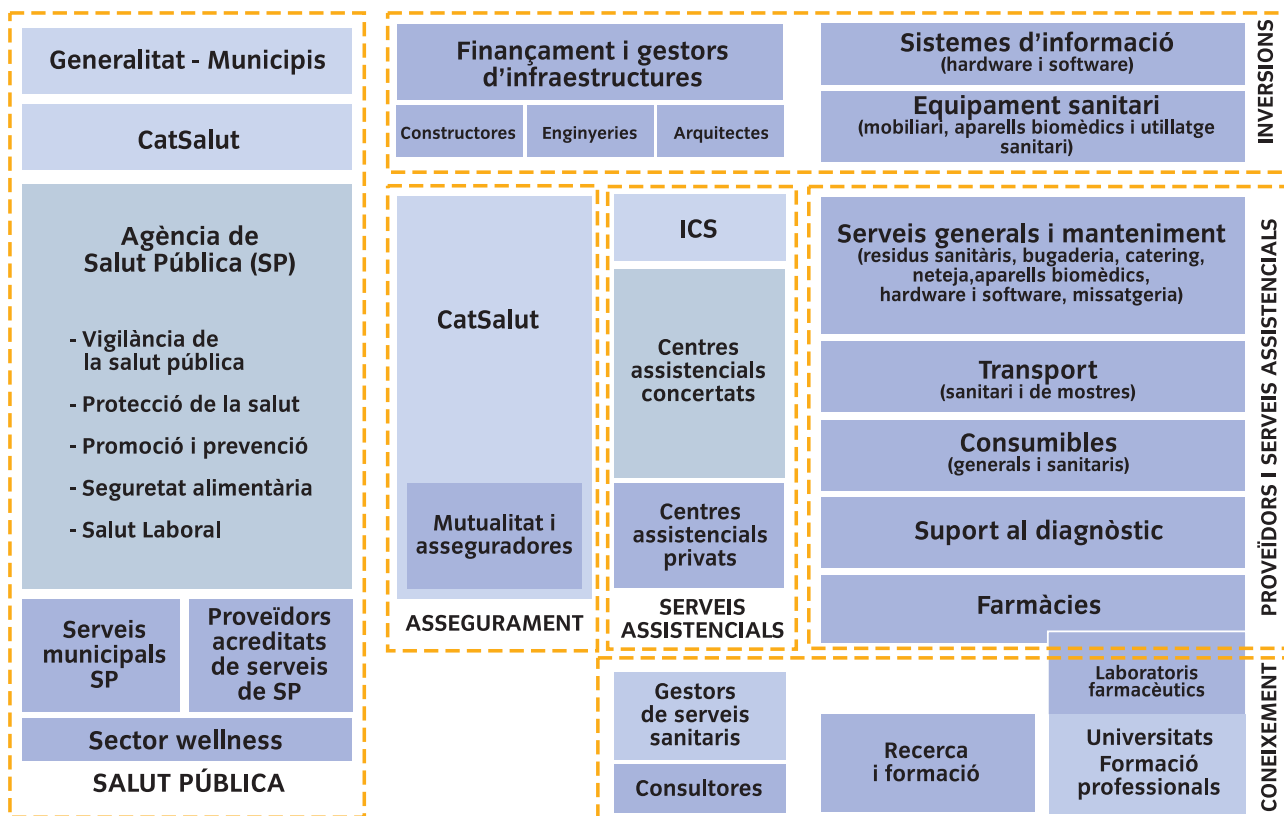 Generalitat - Municipis
CatSalut
Agència de
Salut Pública (SP)
- Vigilància de
la salut pública
- Protecció de la salut
- Promoció i prevenció
- Seguretat alimentària
- Salut Laboral
Serveis
municipals
SP
Proveïdors
acreditats
de serveis
de SP
Sector wellness
SALUT PÚBLICA
Finançament i gestors
d’infraestructures
Constructores
Enginyeries
Arquitectes
Sistemes d’informació
(hardware i software)
Equipament sanitari
(mobiliari, aparells biomèdics i utillatge
sanitari)
INVERSIONS
CatSalut
Mutualitat i
asseguradores
ASSEGURAMENT
ICS
Centres
assistencials
concertats
Centres
assistencials
privats
SERVEIS
ASSISTENCIALS
Serveis generals i manteniment
(residus sanitàris, bugaderia, catering,
neteja,aparells biomèdics,
hardware i software, missatgeria)
Transport
(sanitari i de mostres)
Consumibles
(generals i sanitaris)
Suport al diagnòstic
Farmàcies
PROVEÏDORS I SERVEIS ASSISTENCIALS
Gestors
de serveis
sanitaris
Consultores
Recerca
i formació
Laboratoris
farmacèutics
Universitats
Formació
professionals
CONEIXEMENT